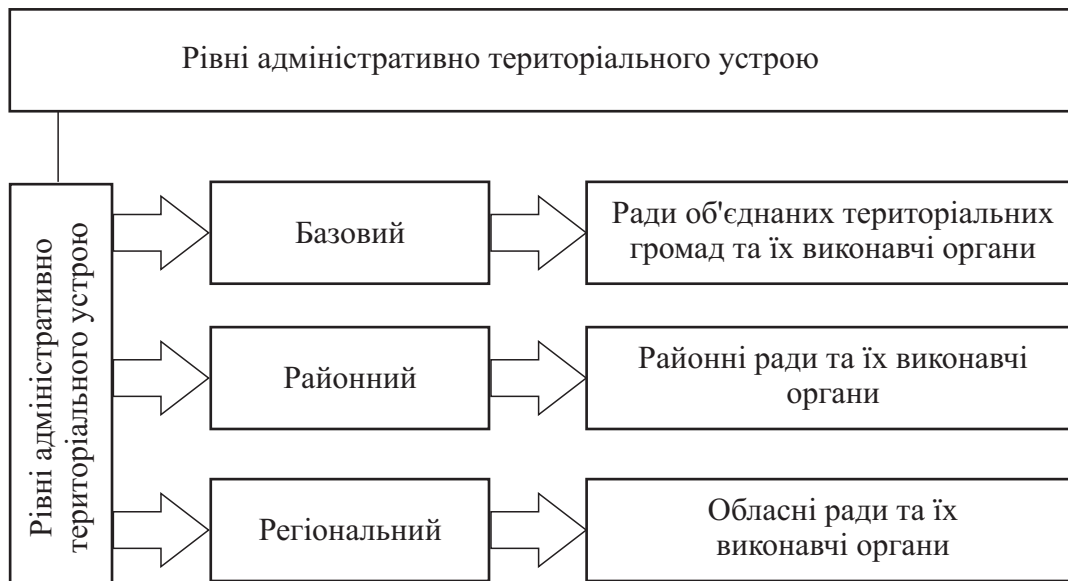 Рівні адміністративно територіального устрою
Рівні адміністративно
територіального устрою
Базовий
Ради об'єднаних територіальних
громад та їх виконавчі органи
Районний
Районні ради та їх виконавчі
органи
Регіональний
Обласні ради та їх
виконавчі органи